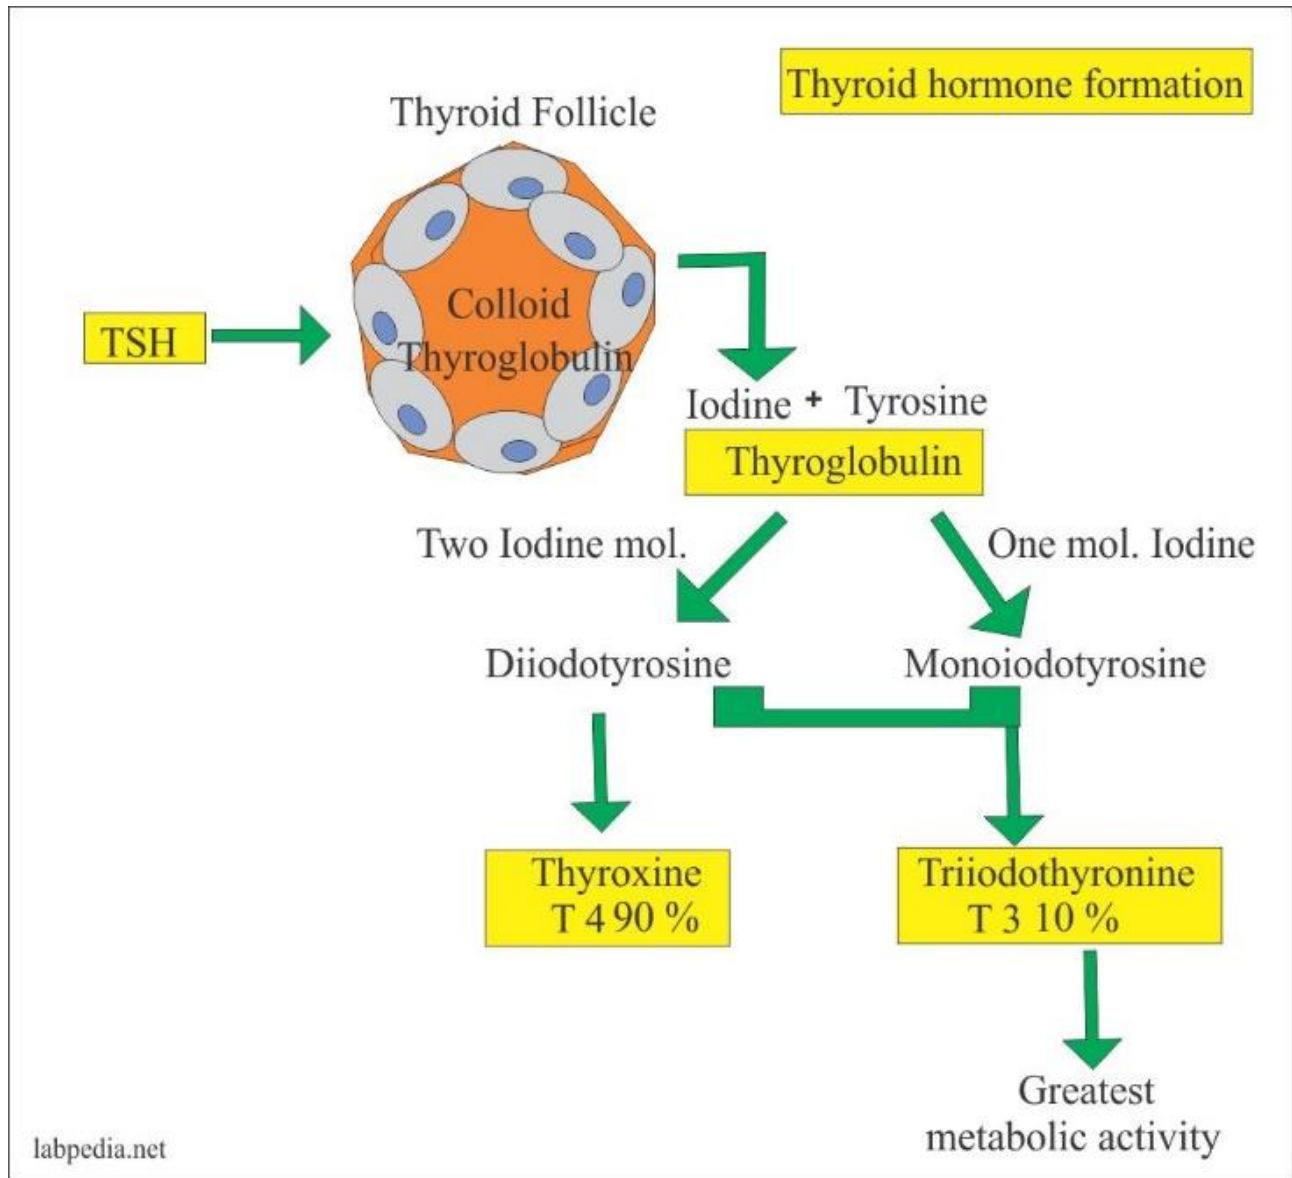 Thyroid hormone formation
Thyroid Follicle
Colloid
Thyroglobulin
TSH
Iodine + Tyrosine
Thyroglobulin
Two Iodine mol.
One mol. Iodine
Diiodotyrosine
Monoiodotyrosine
Thyroxine
T 4 90 %
Triiodothyronine
T 3 10 %
Greatest
metabolic activity
labpedia.net